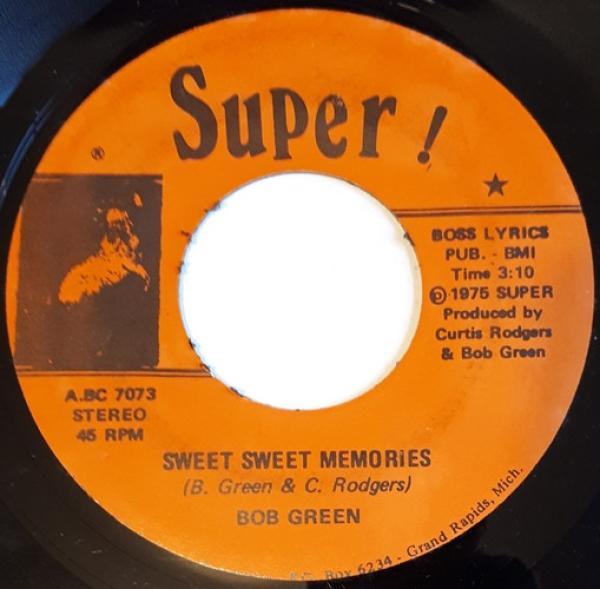 Super!
®
BOSS LYRICS
PUB. - BMI
Time 3:10
℗ 1975 SUPER
Produced by
Curtis Rodgers
& Bob Green
A.BC 7073
STEREO
45 RPM
SWEET SWEET MEMORIES
(B. Green & C. Rodgers)
BOB GREEN
Box 6234 - Grand Rapids, Mich.